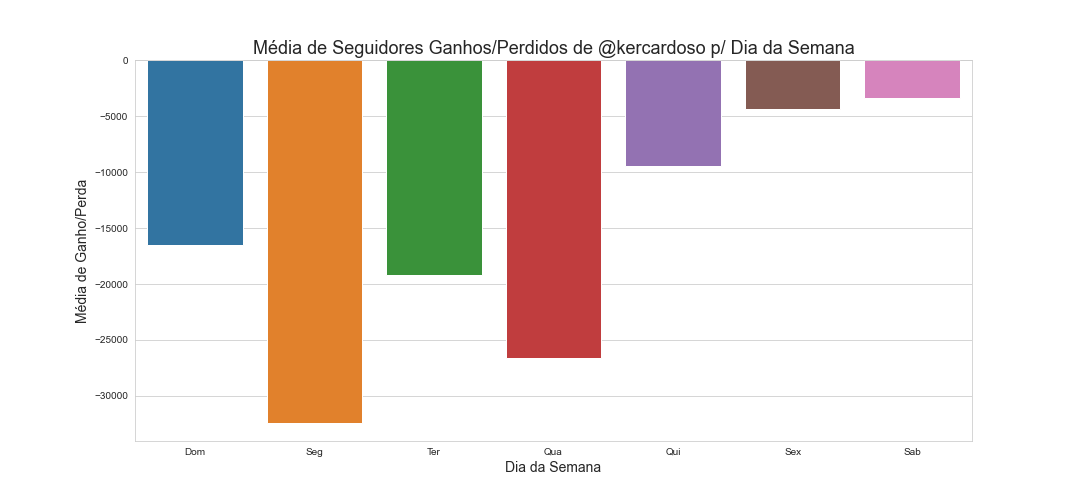 Média de Seguidores Ganhos/Perdidos de @kercardoso p/ Dia da Semana
Média de Ganho/Perda
0
−5000
−10000
−15000
−20000
−25000
−30000
Dom Seg Ter Qua Qui Sex Sab
Dia da Semana